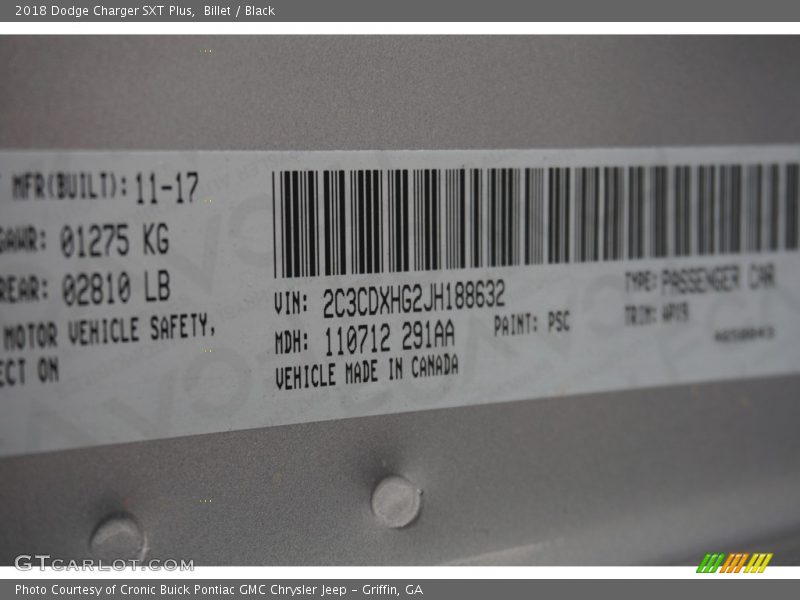 2018 Dodge Charger SXT Plus,  Billet / Black
MFR(BUILT): 11-17
GAWR: 01275 KG
REAR: 02810 LB
MOTOR VEHICLE SAFETY,
ECT ON
VIN: 2C3CDXHG2JH188632
MDH: 110712 291AA
PAINT: PSC
VEHICLE MADE IN CANADA
TYPE: PASSENGER CAR
TRIM:
GTcarlot.com
Photo Courtesy of Cronic Buick Pontiac GMC Chrysler Jeep - Griffin, GA